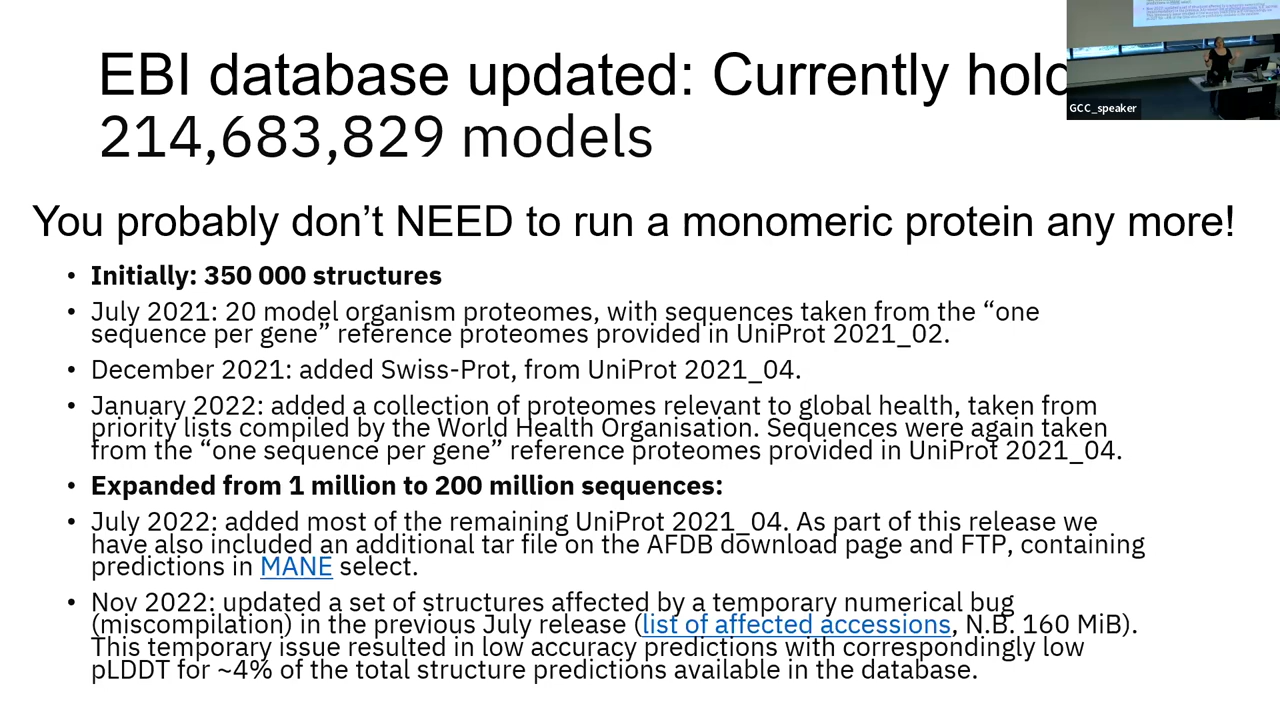 EBI database updated: Currently hold
214,683,829 models
GCC_speaker
You probably don’t NEED to run a monomeric protein any more!
• Initially: 350 000 structures
• July 2021: 20 model organism proteomes, with sequences taken from the “one
sequence per gene” reference proteomes provided in UniProt 2021_02.
• December 2021: added Swiss-Prot, from UniProt 2021_04.
• January 2022: added a collection of proteomes relevant to global health, taken from
priority lists compiled by the World Health Organisation. Sequences were again taken
from the “one sequence per gene” reference proteomes provided in UniProt 2021_04.
• Expanded from 1 million to 200 million sequences:
• July 2022: added most of the remaining UniProt 2021_04. As part of this release we
have also included an additional tar file on the AFDB download page and FTP, containing
predictions in MANE select.
• Nov 2022: updated a set of structures affected by a temporary numerical bug
(miscompilation) in the previous July release (list of affected accessions, N.B. 160 MiB).
This temporary issue resulted in low accuracy predictions with correspondingly low
pLDDT for ~4% of the total structure predictions available in the database.